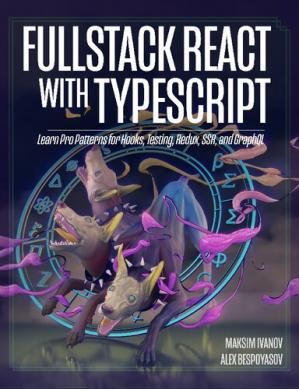 FULLSTACK REACT
WITH TYPESCRIPT
Learn Pro Patterns for Hooks, Testing, Redux, SSR, and GraphQL
MAKSIM IVANOV
ALEX BESPOYASOV